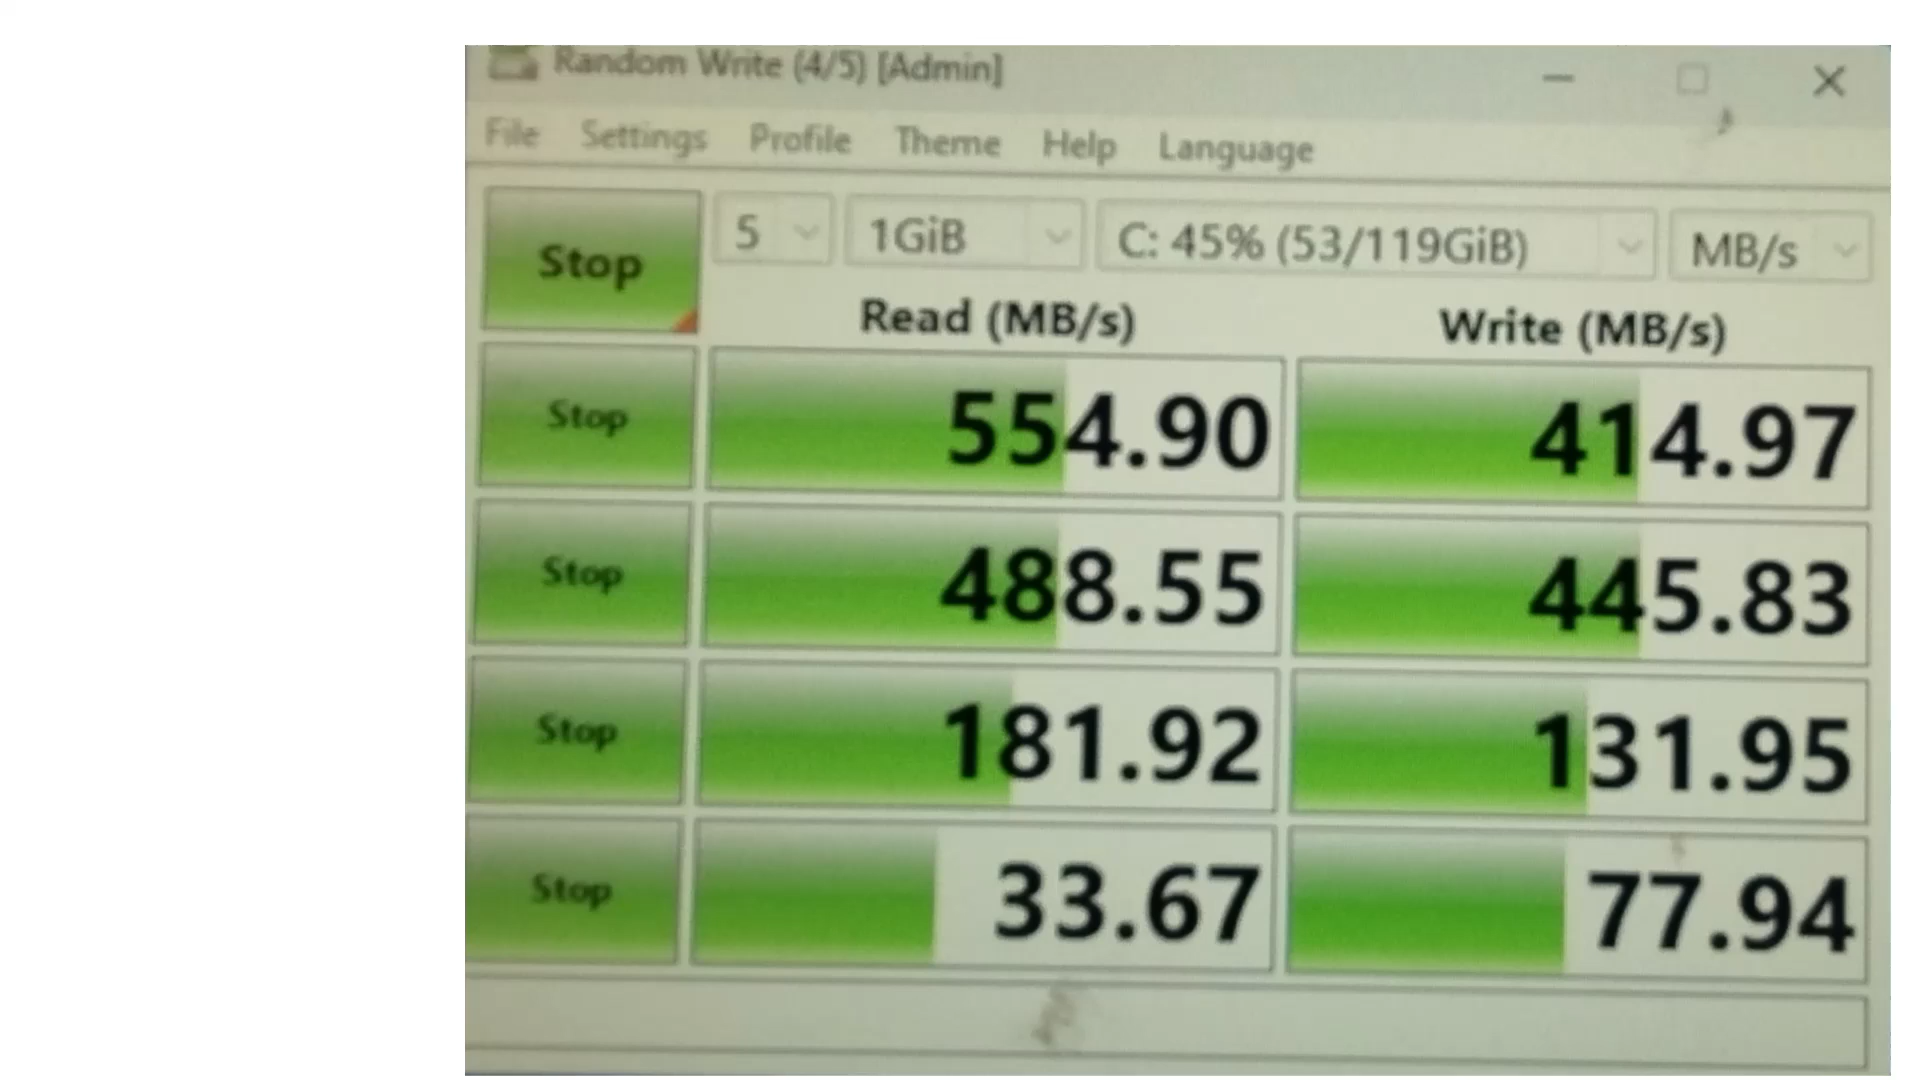 Random Write (4/5) [Admin]
File Settings Profile Theme Help Language
Stop 5 1GiB C: 45% (53/119GiB) MB/s
Read (MB/s) Write (MB/s)
Stop 554.90 414.97
Stop 488.55 445.83
Stop 181.92 131.95
Stop 33.67 77.94